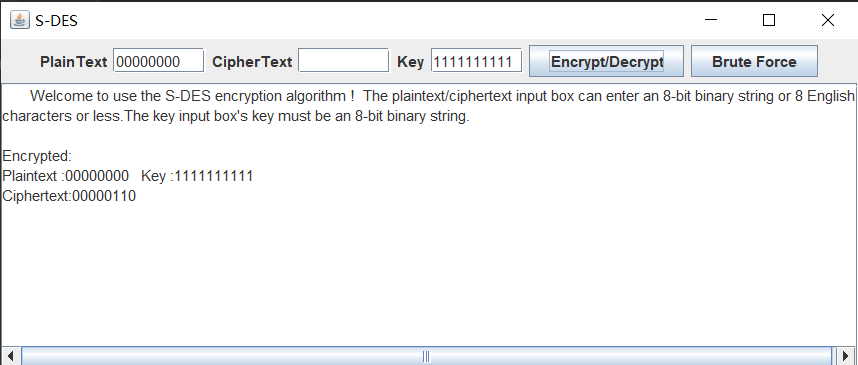 S-DES
PlainText 00000000 CipherText Key 1111111111 Encrypt/Decrypt Brute Force
Welcome to use the S-DES encryption algorithm！ The plaintext/ciphertext input box can enter an 8-bit binary string or 8 English
characters or less.The key input box's key must be an 8-bit binary string.
Encrypted:
Plaintext :00000000 Key :1111111111
Ciphertext:00000110